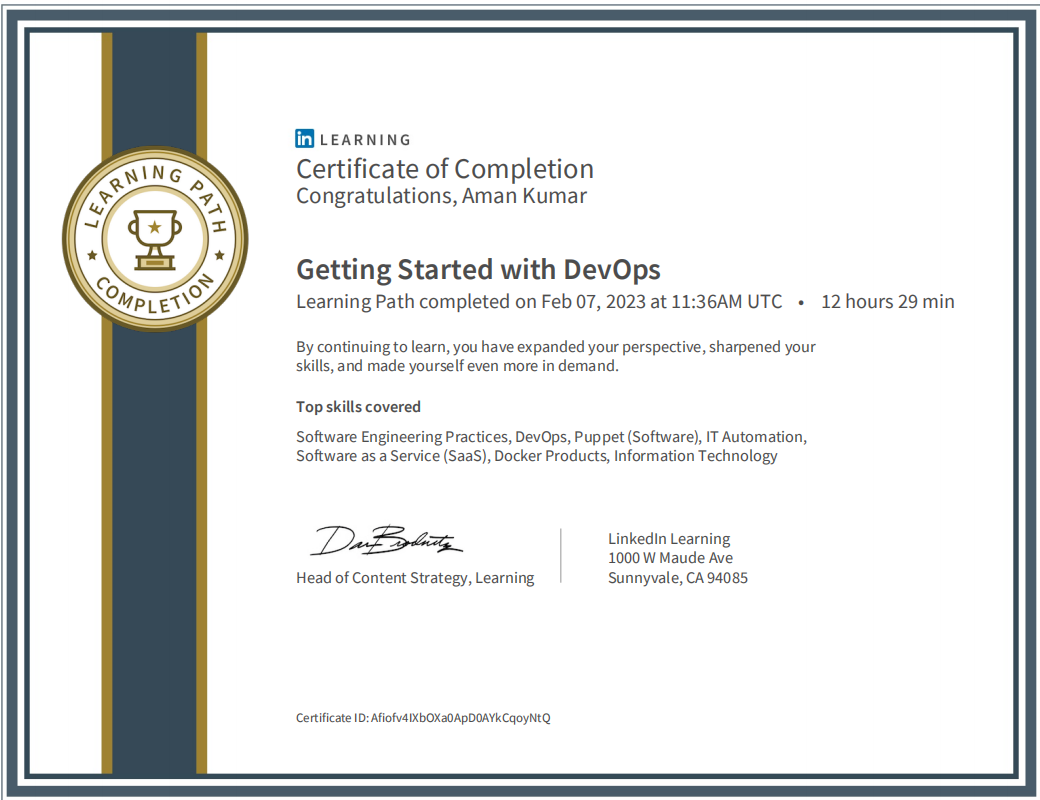 LEARNING PATH
COMPLETION
in LEARNING
Certificate of Completion
Congratulations, Aman Kumar
Getting Started with DevOps
Learning Path completed on Feb 07, 2023 at 11:36AM UTC • 12 hours 29 min
By continuing to learn, you have expanded your perspective, sharpened your
skills, and made yourself even more in demand.
Top skills covered
Software Engineering Practices, DevOps, Puppet (Software), IT Automation,
Software as a Service (SaaS), Docker Products, Information Technology
Head of Content Strategy, Learning
LinkedIn Learning
1000 W Maude Ave
Sunnyvale, CA 94085
Certificate ID: Afiofv4IXbOXa0ApD0AYkCqoyNtQ